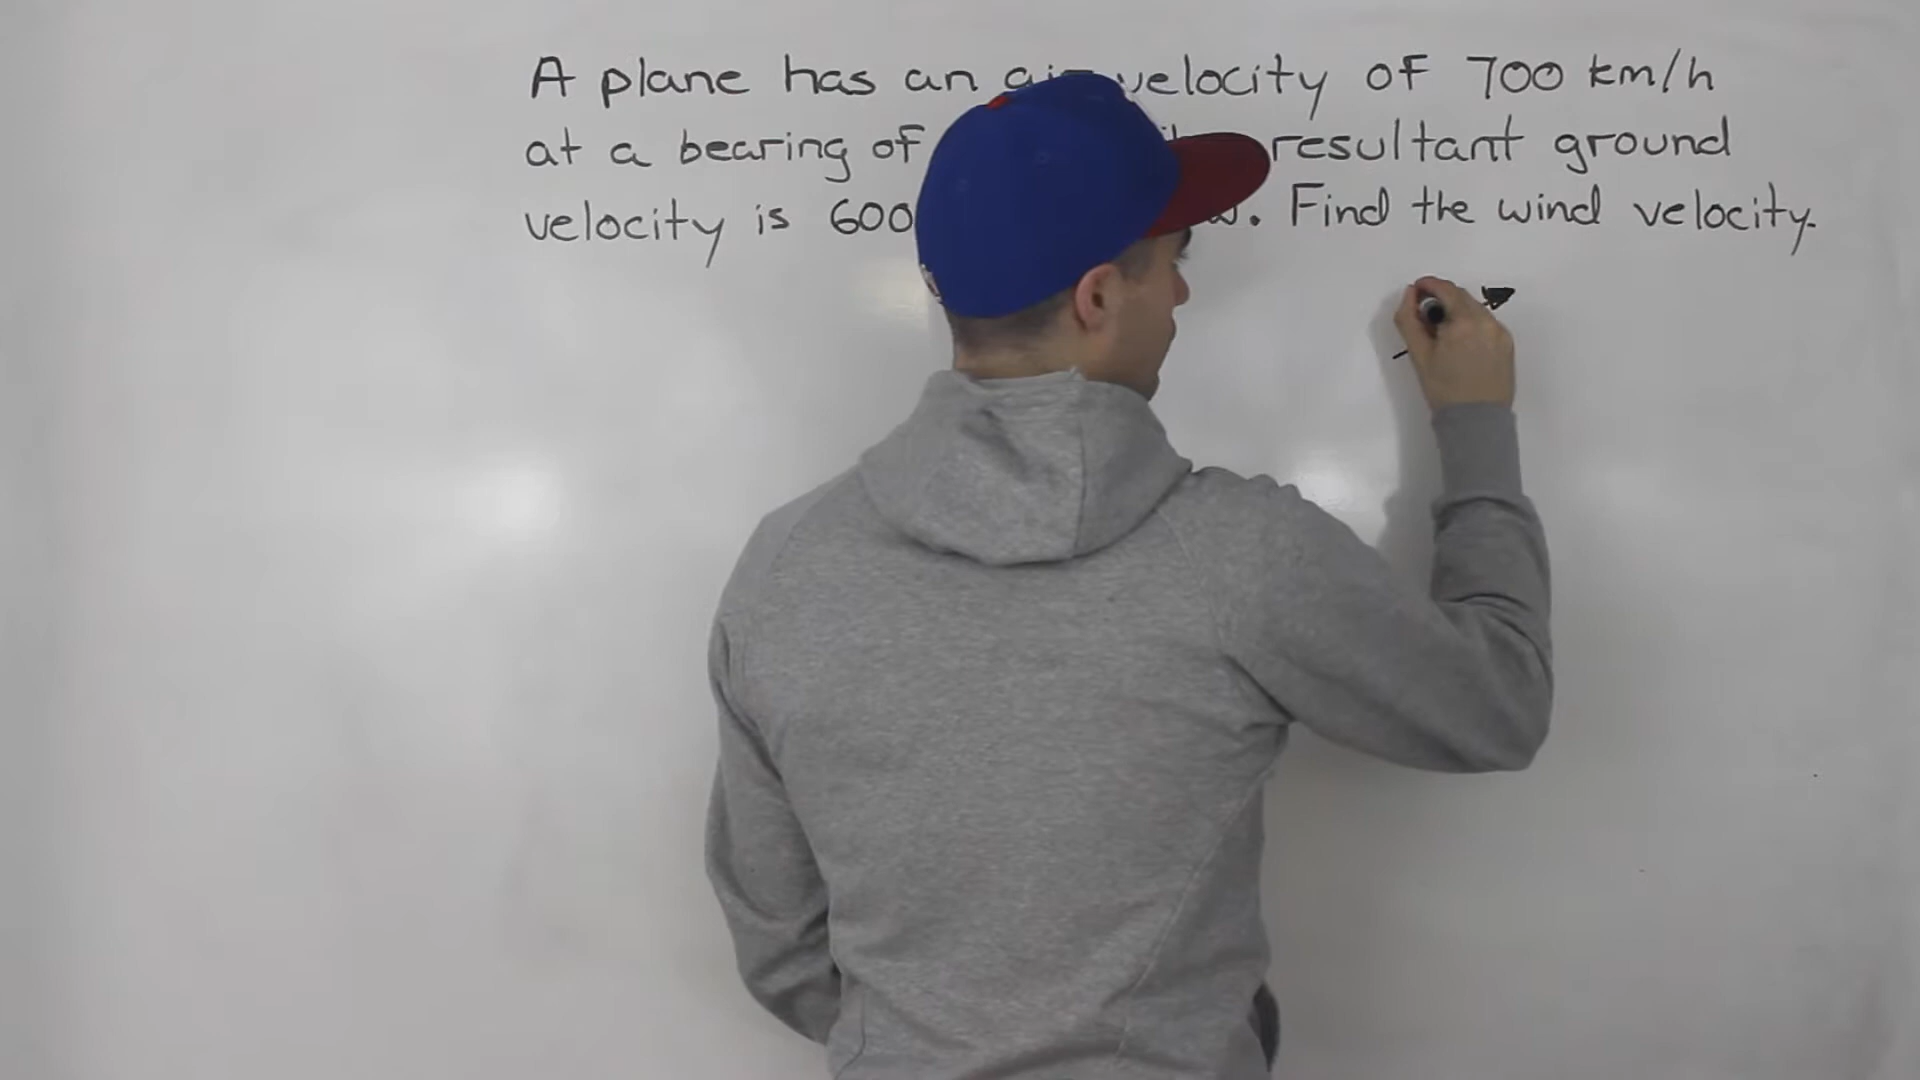 A plane has an air velocity of 700 km/h
at a bearing of resultant ground
velocity is 600 w. Find the wind velocity.